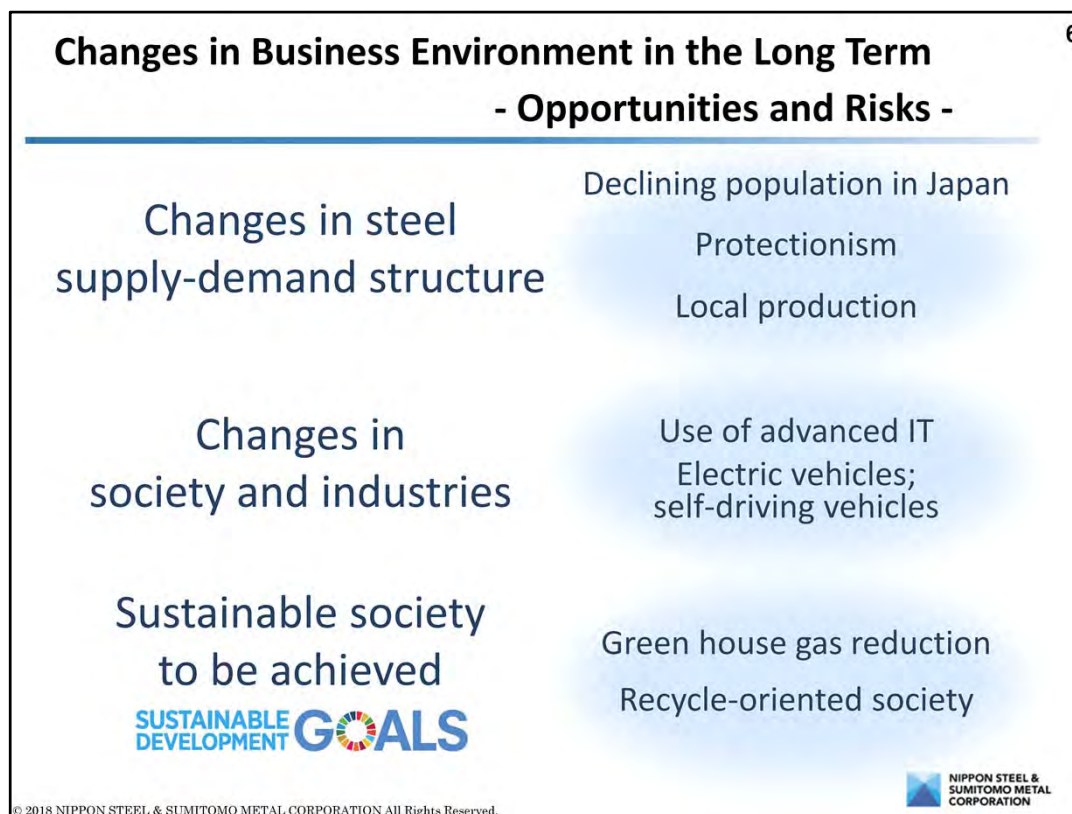 6
Changes in Business Environment in the Long Term
- Opportunities and Risks -
Changes in steel
supply-demand structure
Declining population in Japan
Protectionism
Local production
Changes in
society and industries
Use of advanced IT
Electric vehicles;
self-driving vehicles
Sustainable society
to be achieved
SUSTAINABLE
DEVELOPMENT GOALS
Green house gas reduction
Recycle-oriented society
NIPPON STEEL &
SUMITOMO METAL
CORPORATION
© 2018 NIPPON STEEL & SUMITOMO METAL CORPORATION All Rights Reserved.